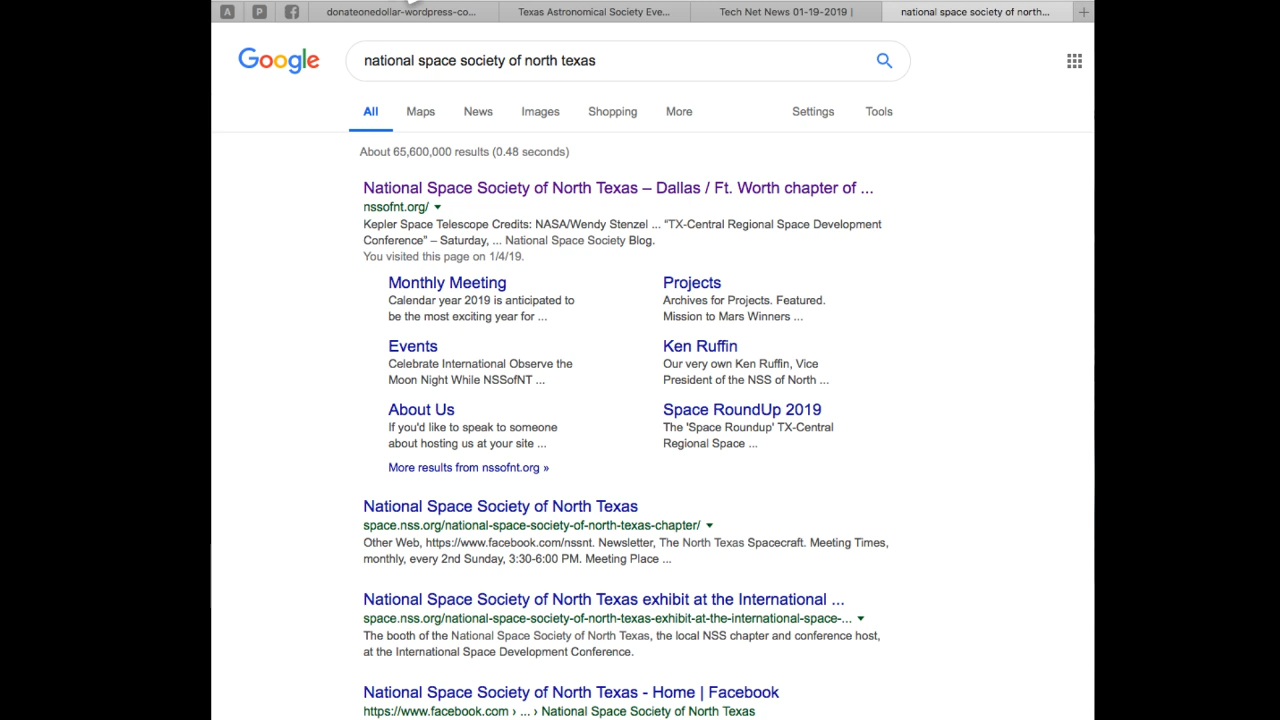 A P f donateonedollar-wordpress-co... Texas Astronomical Society Eve... Tech Net News 01-19-2019 | national space society of north... +
Google national space society of north texas
All Maps News Images Shopping More Settings Tools
About 65,600,000 results (0.48 seconds)
National Space Society of North Texas – Dallas / Ft. Worth chapter of ...
nssofnt.org/
Kepler Space Telescope Credits: NASA/Wendy Stenzel ... “TX-Central Regional Space Development
Conference” – Saturday, ... National Space Society Blog.
You visited this page on 1/4/19.
Monthly Meeting
Calendar year 2019 is anticipated to
be the most exciting year for ...
Projects
Archives for Projects. Featured.
Mission to Mars Winners ...
Events
Celebrate International Observe the
Moon Night While NSSofNT ...
Ken Ruffin
Our very own Ken Ruffin, Vice
President of the NSS of North ...
About Us
If you'd like to speak to someone
about hosting us at your site ...
Space RoundUp 2019
The 'Space Roundup' TX-Central
Regional Space ...
More results from nssofnt.org »
National Space Society of North Texas
space.nss.org/national-space-society-of-north-texas-chapter/
Other Web, https://www.facebook.com/nssnt. Newsletter, The North Texas Spacecraft. Meeting Times,
monthly, every 2nd Sunday, 3:30-6:00 PM. Meeting Place ...
National Space Society of North Texas exhibit at the International ...
space.nss.org/national-space-society-of-north-texas-exhibit-at-the-international-space-...
The booth of the National Space Society of North Texas, the local NSS chapter and conference host,
at the International Space Development Conference.
National Space Society of North Texas - Home | Facebook
https://www.facebook.com › ... › National Space Society of North Texas